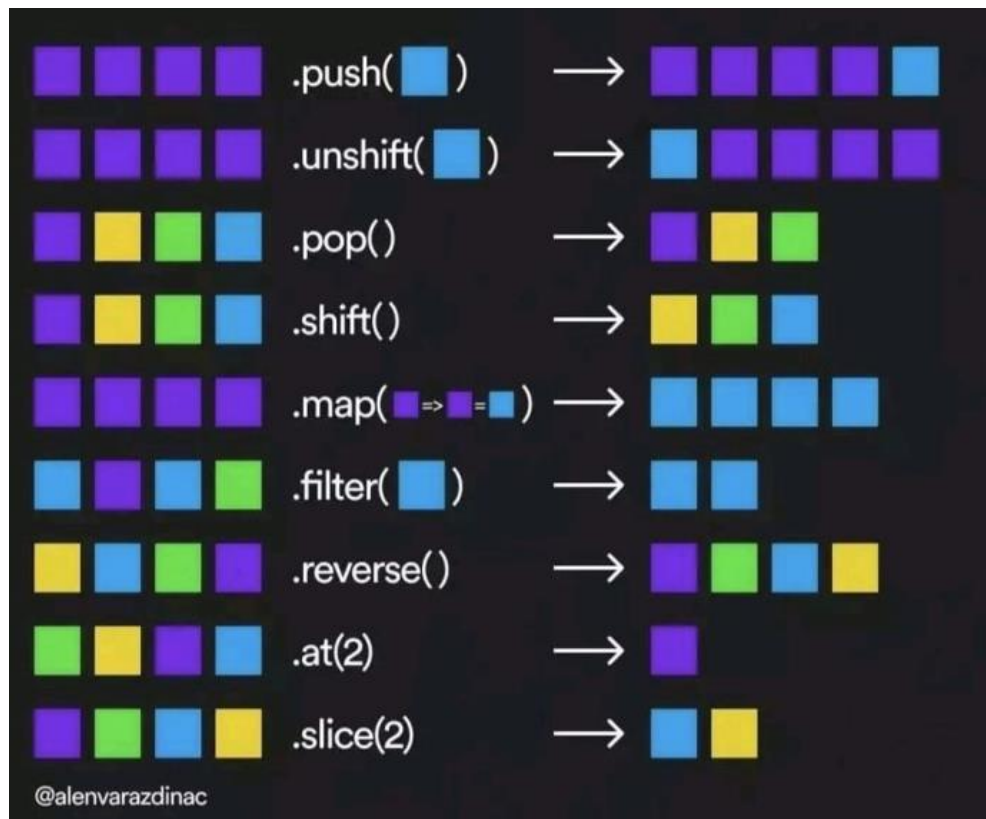 .push( )
.unshift( )
.pop()
.shift()
.map( => = )
.filter( )
.reverse()
.at(2)
.slice(2)
@alenvarazdinac